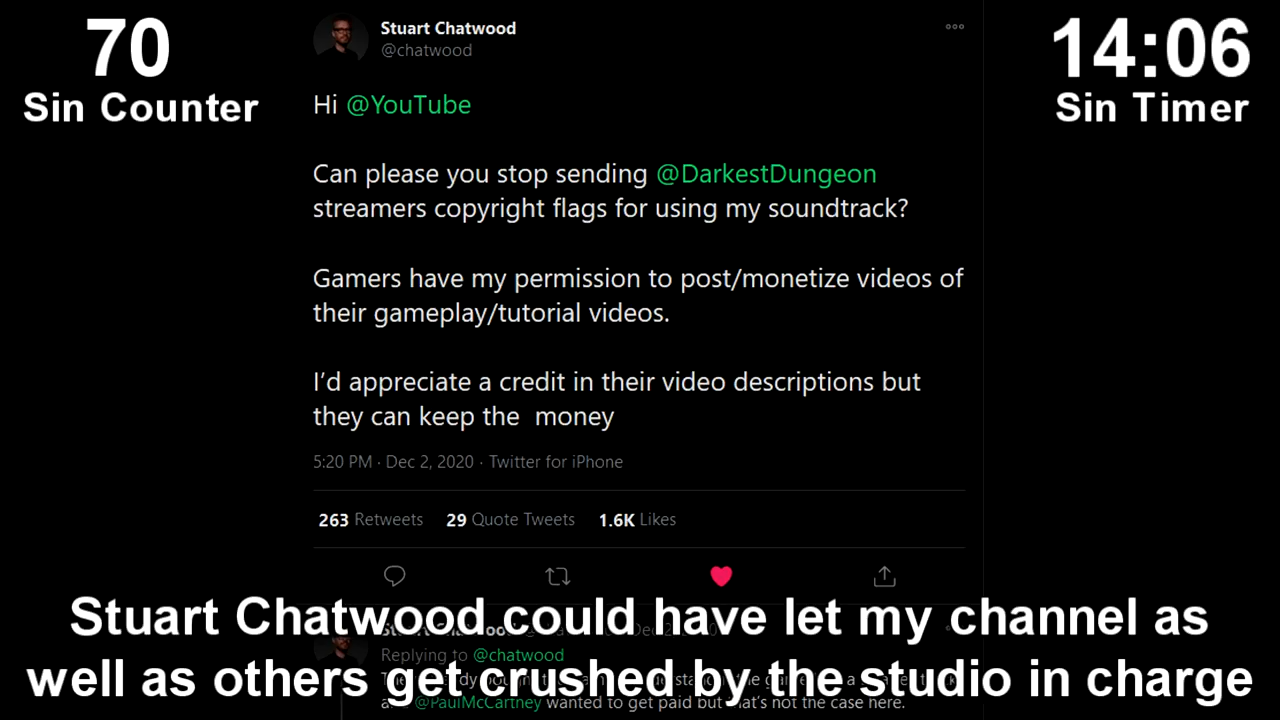 70
Sin Counter
14:06
Sin Timer
Stuart Chatwood
@chatwood
Hi @YouTube
Can please you stop sending @DarkestDungeon
streamers copyright flags for using my soundtrack?
Gamers have my permission to post/monetize videos of
their gameplay/tutorial videos.
I'd appreciate a credit in their video descriptions but
they can keep the money
5:20 PM · Dec 2, 2020 · Twitter for iPhone
263 Retweets 29 Quote Tweets 1.6K Likes
Stuart Chatwood could have let my channel as
Replying to @chatwood
well as others get crushed by the studio in charge
@PaulMcCartney wanted to get paid but that's not the case here.